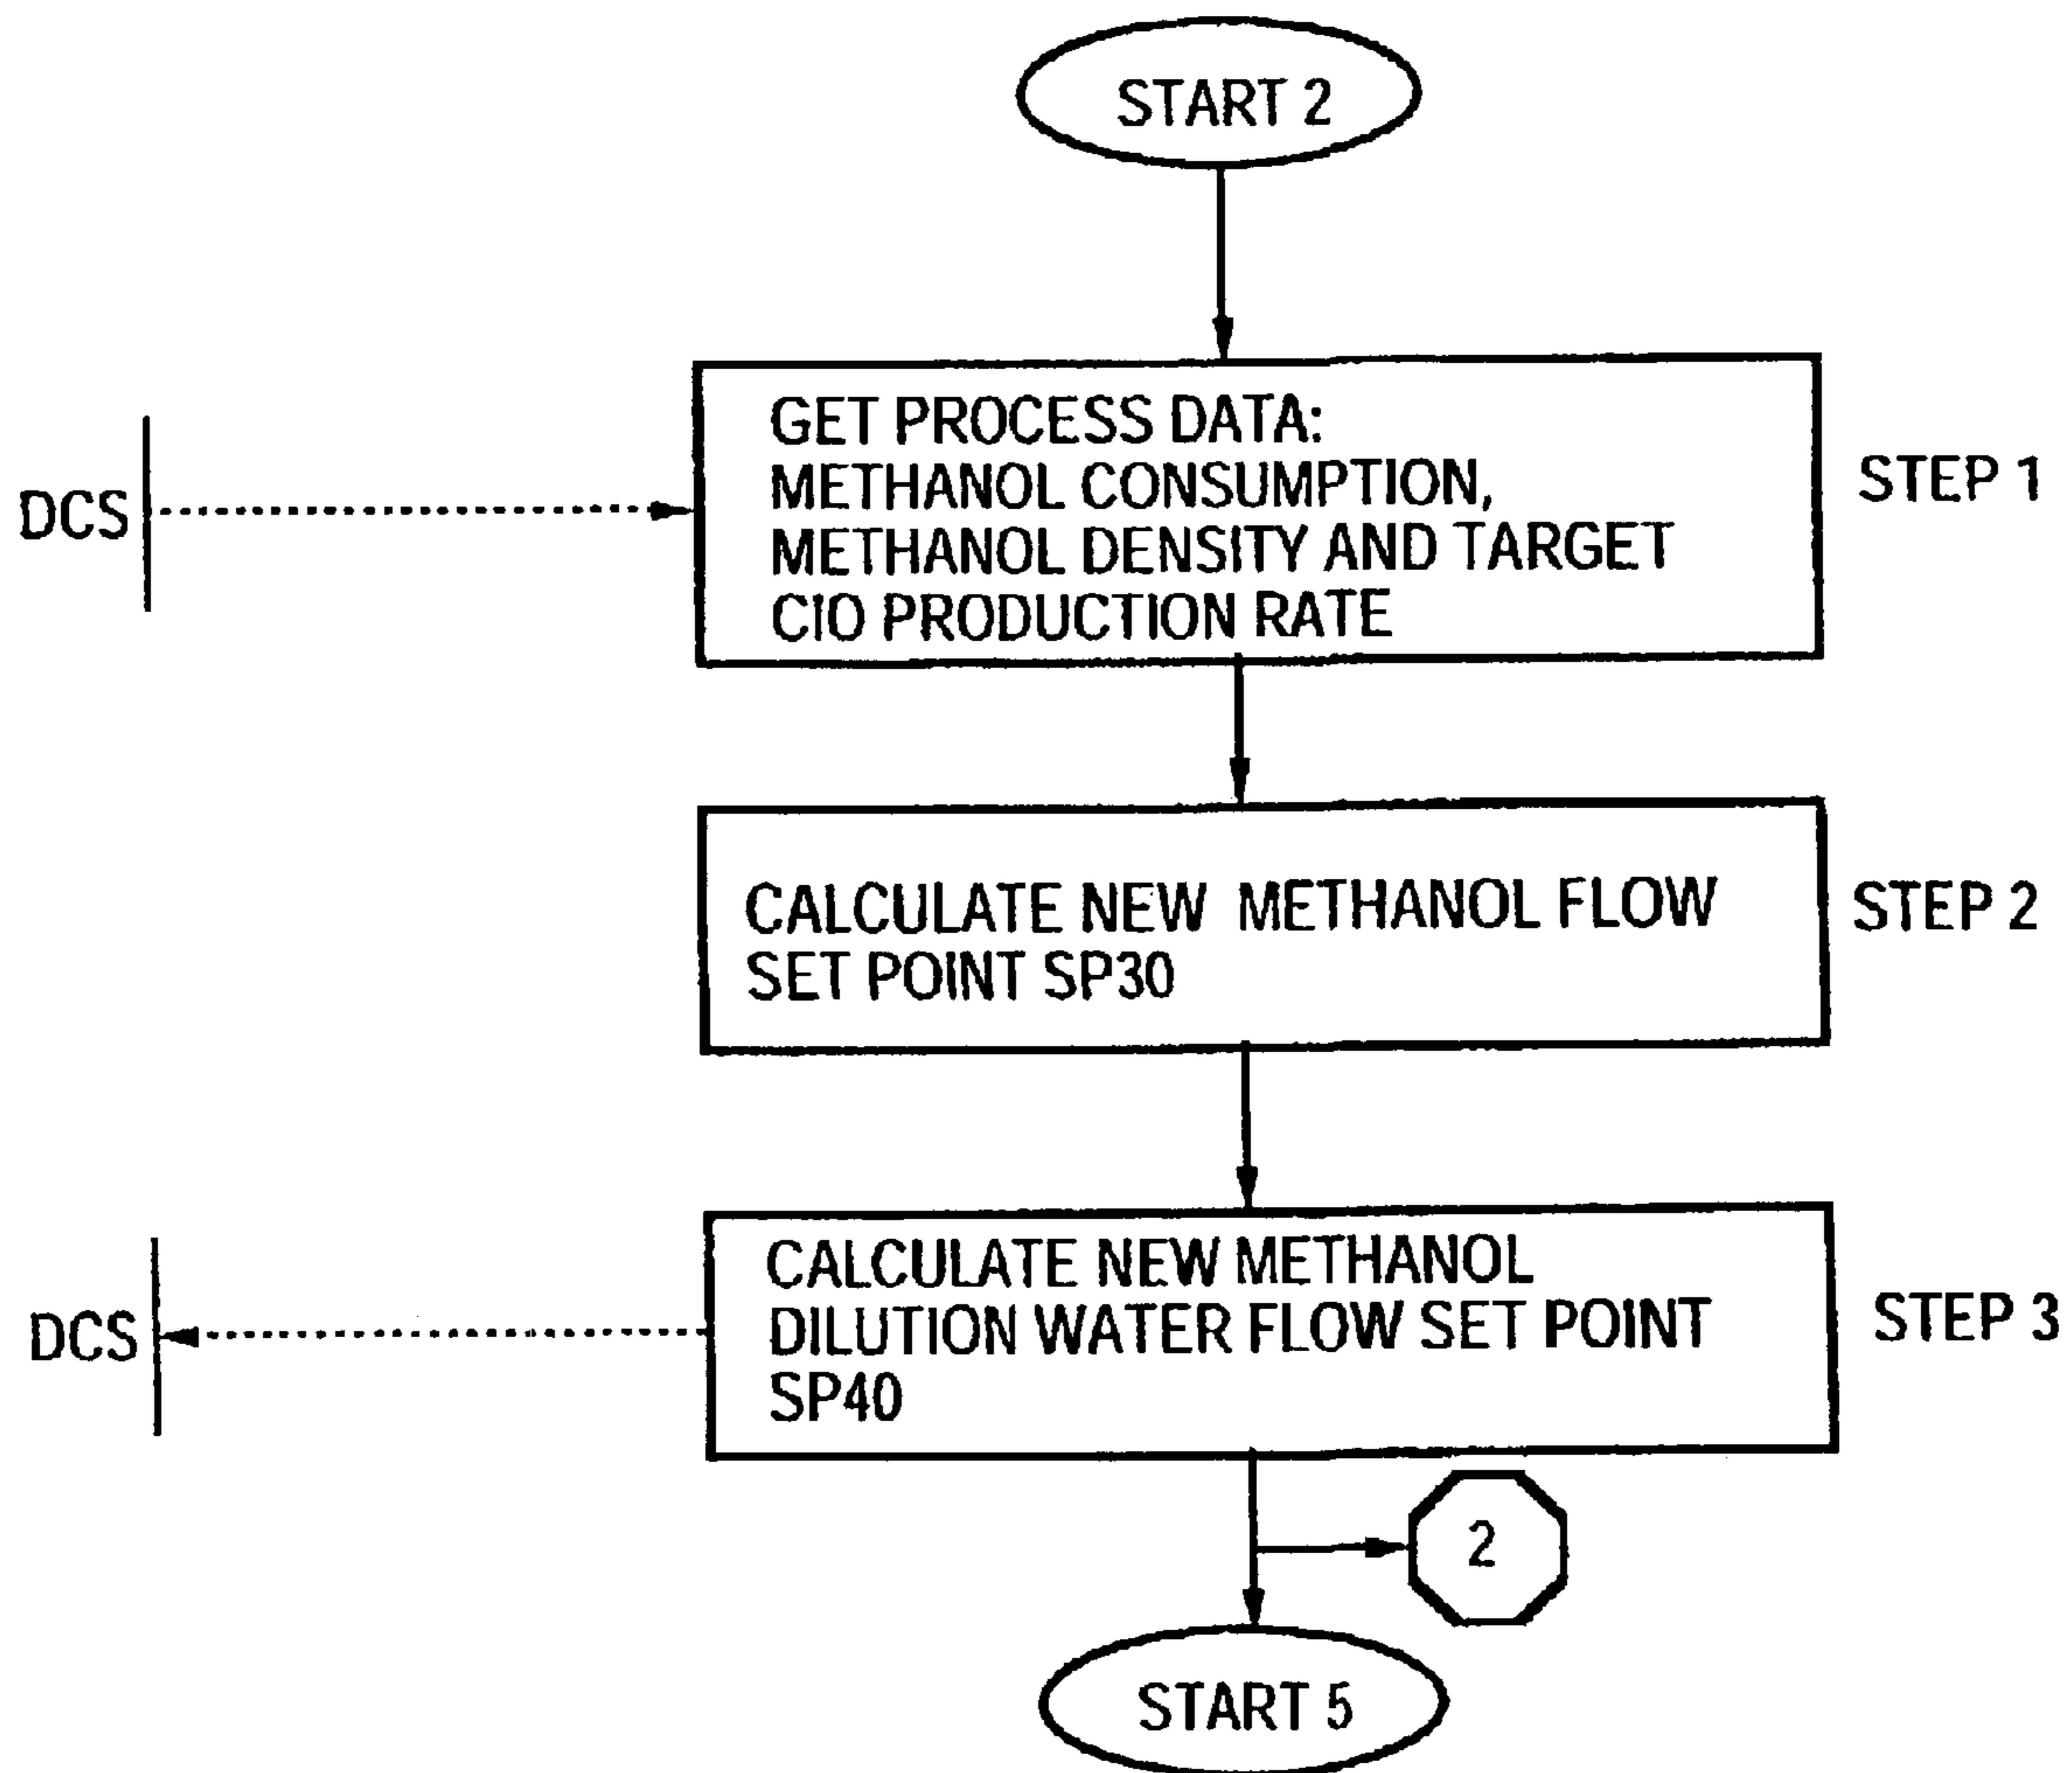 START 2
GET PROCESS DATA:
METHANOL CONSUMPTION,
METHANOL DENSITY AND TARGET
ClO PRODUCTION RATE
STEP 1
DCS
CALCULATE NEW METHANOL FLOW
SET POINT SP30
STEP 2
CALCULATE NEW METHANOL
DILUTION WATER FLOW SET POINT
SP40
STEP 3
DCS
2
START 5